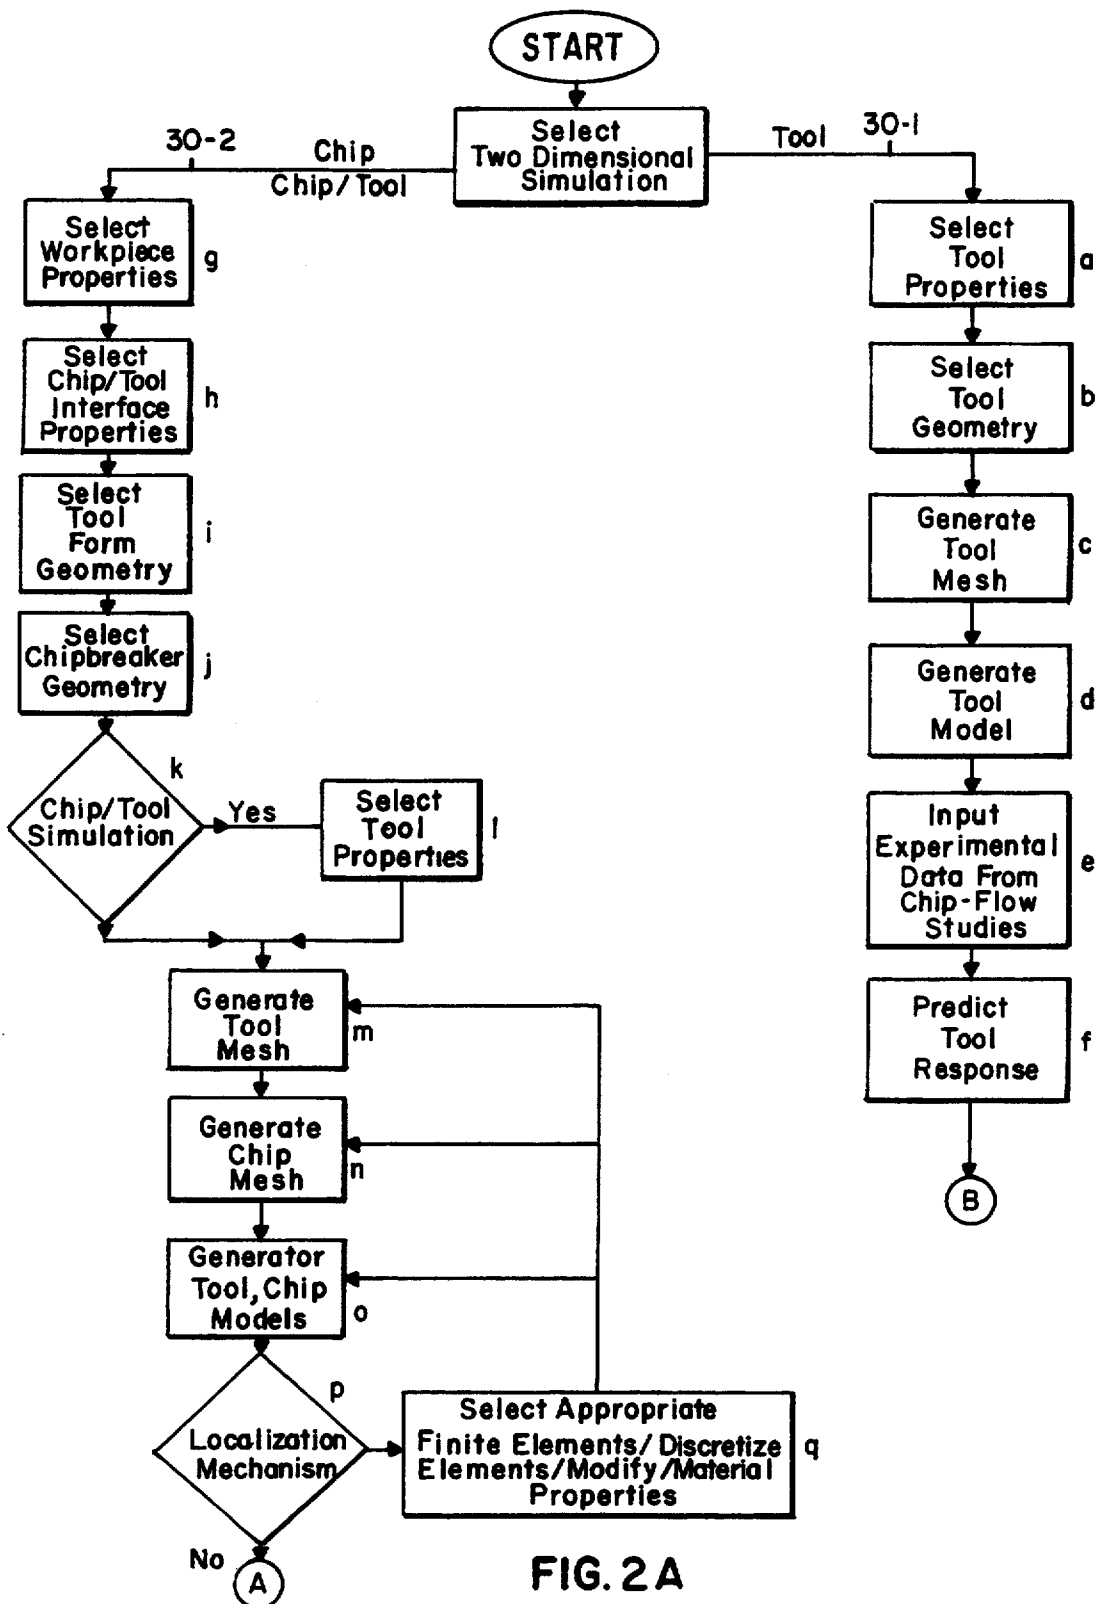 START
Select
Two Dimensional
Simulation
30-2
Chip
Chip/Tool
Tool
30-1
Select
Workpiece
Properties
g
Select
Chip/Tool
Interface
Properties
h
Select
Tool
Form
Geometry
i
Select
Chipbreaker
Geometry
j
k
Chip/Tool
Simulation
Yes
Select
Tool
Properties
l
Generate
Tool
Mesh
m
Generate
Chip
Mesh
n
Generator
Tool, Chip
Models
o
p
Localization
Mechanism
Select Appropriate
Finite Elements/Discretize
Elements/Modify/Material
Properties
q
No
A
Select
Tool
Properties
a
Select
Tool
Geometry
b
Generate
Tool
Mesh
c
Generate
Tool
Model
d
Input
Experimental
Data From
Chip-Flow
Studies
e
Predict
Tool
Response
f
B
FIG. 2A